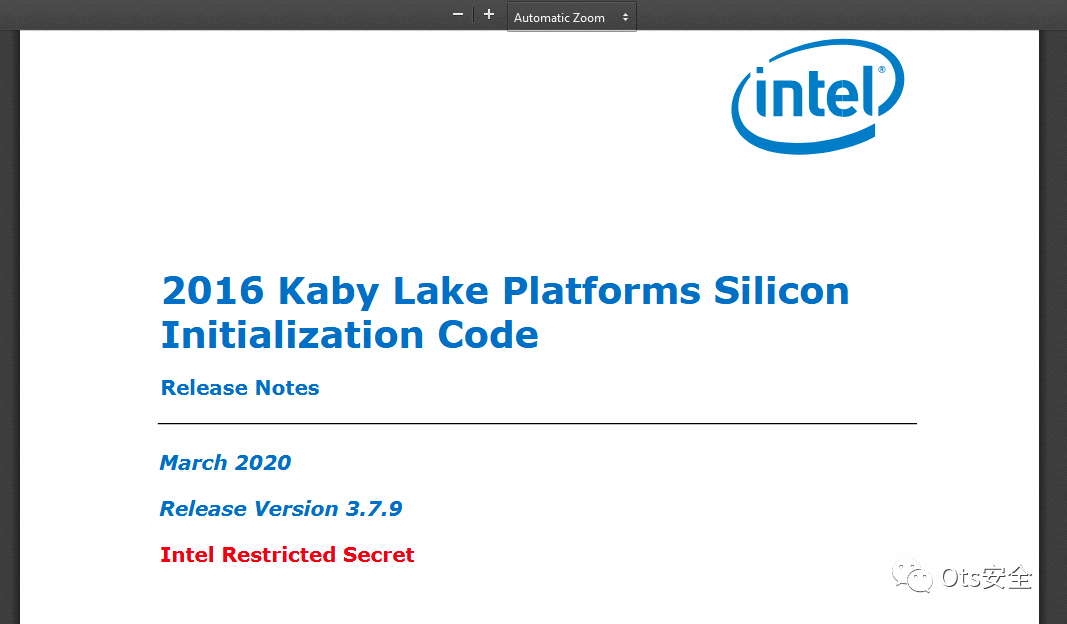 Automatic Zoom
intel®
2016 Kaby Lake Platforms Silicon
Initialization Code
Release Notes
March 2020
Release Version 3.7.9
Intel Restricted Secret
Ots安全